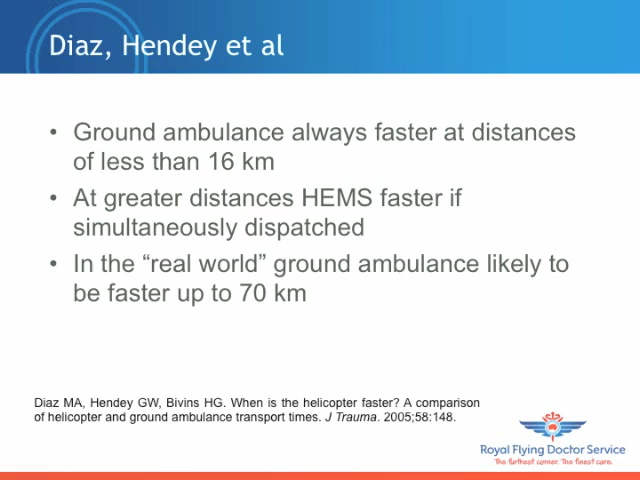 Diaz, Hendey et al
• Ground ambulance always faster at distances
of less than 16 km
• At greater distances HEMS faster if
simultaneously dispatched
• In the “real world” ground ambulance likely to
be faster up to 70 km
Diaz MA, Hendey GW, Bivins HG. When is the helicopter faster? A comparison
of helicopter and ground ambulance transport times. J Trauma. 2005;58:148.
Royal Flying Doctor Service
The furthest corner. The finest care.